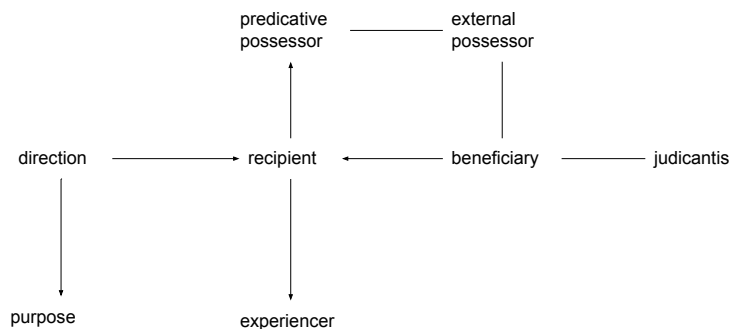 predicative
possessor
external
possessor
direction
recipient
beneficiary
judicantis
purpose
experiencer